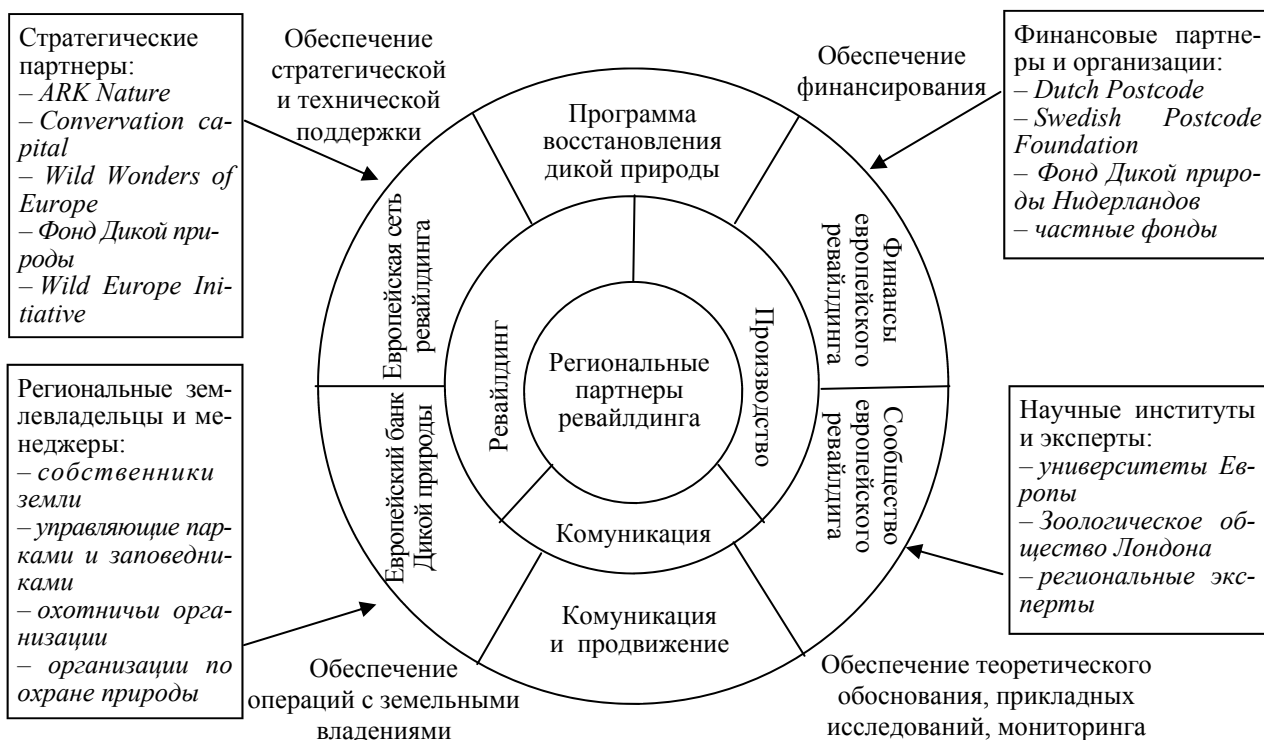 Стратегические
партнеры:
– ARK Nature
– Convervation ca-
pital
– Wild Wonders of
Europe
– Фонд Дикой при-
роды
– Wild Europe Ini-
tiative
Обеспечение
стратегической
и технической
поддержки
Обеспечение
финансирования
Финансовые партне-
ры и организации:
– Dutch Postcode
– Swedish Postcode
Foundation
– Фонд Дикой приро-
ды Нидерландов
– частные фонды
Программа
восстановления
дикой природы
Европейская сеть
ревайлдинга
Финансы
европейского
ревайлдинга
Ревайлдинг
Производство
Региональные
партнеры
ревайлдинга
Европейский банк
Дикой природы
Сообщество
европейского
ревайлдига
Комуникация
Комуникация
и продвижение
Региональные зем-
левладельцы и ме-
неджеры:
– собственники
земли
– управляющие пар-
ками и заповедни-
ками
– охотничьи орга-
низации
– организации по
охране природы
Научные институты
и эксперты:
– университеты Ев-
ропы
– Зоологическое об-
щество Лондона
– региональные экс-
перты
Обеспечение
операций с земельными
владениями
Обеспечение теоретического
обоснования, прикладных
исследований, мониторинга